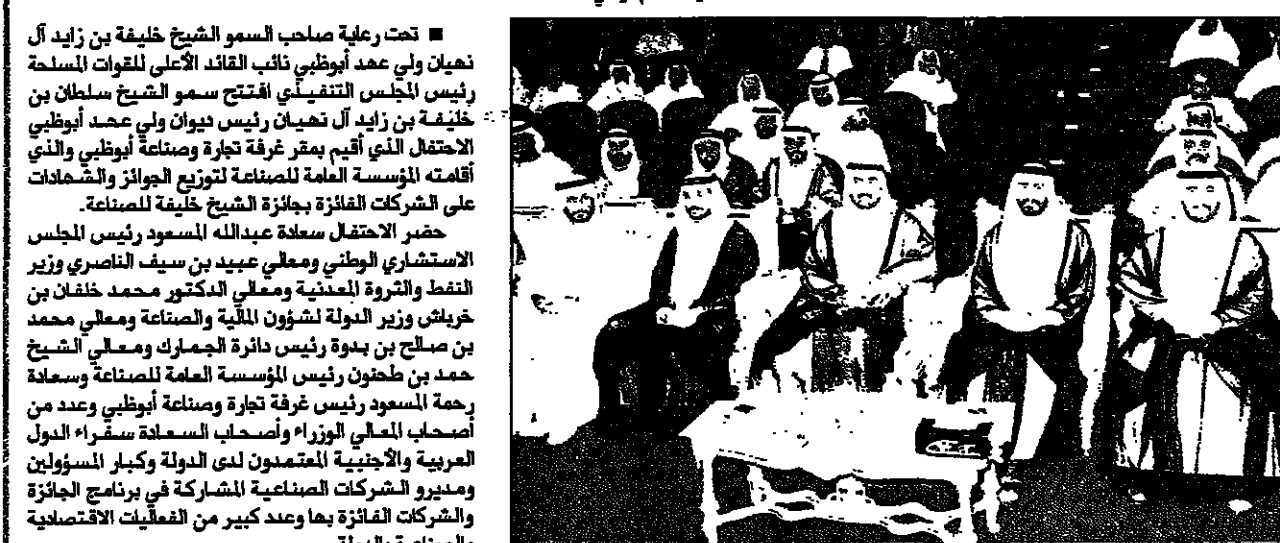 ■ تحت رعاية صاحب السمو الشيخ خليفة بن زايد آل
نهيان ولي عهد أبوظبي نائب القائد الأعلى للقوات المسلحة
رئيس المجلس التنفيذي افتتح سمو الشيخ سلطان بن
خليفة بن زايد آل نهيان رئيس ديوان ولي عهد أبوظبي
الاحتفال الذي أقيم بمقر غرفة تجارة وصناعة أبوظبي والذي
أقامته المؤسسة العامة للصناعة لتوزيع الجوائز والشهادات
على الشركات الفائزة بجائزة الشيخ خليفة للصناعة.
حضر الاحتفال سعادة عبدالله المسعود رئيس المجلس
الاستشاري الوطني ومعالي عبيد بن سيف الناصري وزير
النفط والثروة المعدنية ومعالي الدكتور محمد خلفان بن
خرباش وزير الدولة لشؤون المالية والصناعة ومعالي محمد
بن صالح بن بدوة رئيس دائرة الجمارك ومعالي الشيخ
حمد بن طحنون رئيس المؤسسة العامة للصناعة وسعادة
رحمة المسعود رئيس غرفة تجارة وصناعة أبوظبي وعدد من
أصحاب المعالي الوزراء وأصحاب السعادة سفراء الدول
العربية والأجنبية المعتمدون لدى الدولة وكبار المسؤولين
ومديرو الشركات الصناعية المشاركة في برنامج الجائزة
والشركات الفائزة بها وعدد كبير من الفعاليات الاقتصادية